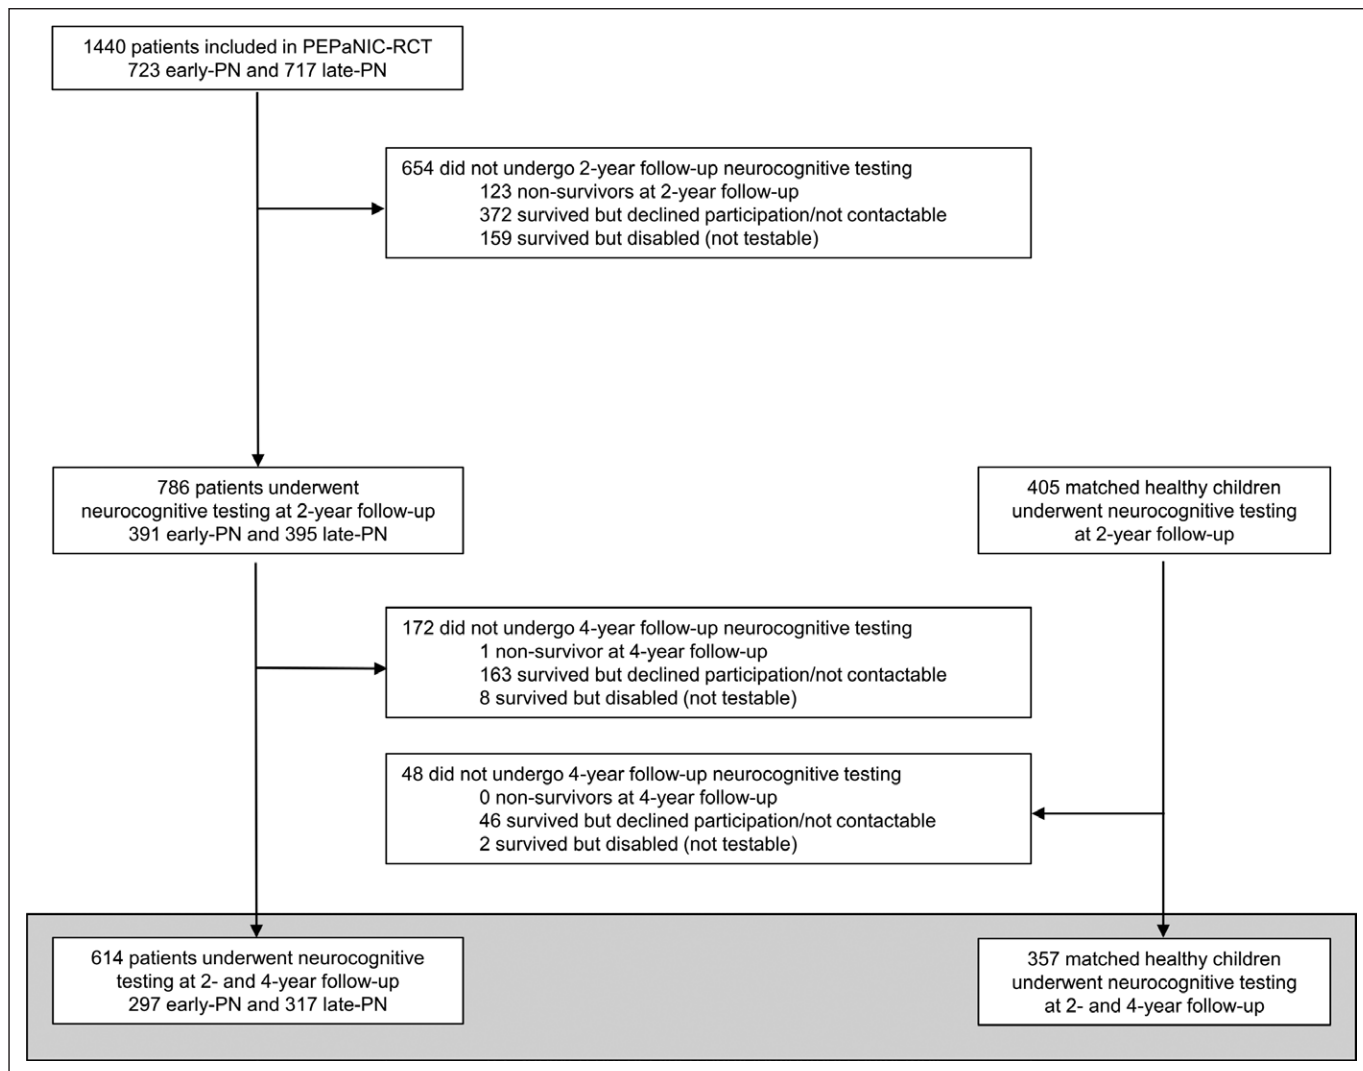 1440 patients included in PEPaNIC-RCT
723 early-PN and 717 late-PN
654 did not undergo 2-year follow-up neurocognitive testing
123 non-survivors at 2-year follow-up
372 survived but declined participation/not contactable
159 survived but disabled (not testable)
786 patients underwent
neurocognitive testing at 2-year follow-up
391 early-PN and 395 late-PN
405 matched healthy children
underwent neurocognitive testing
at 2-year follow-up
172 did not undergo 4-year follow-up neurocognitive testing
1 non-survivor at 4-year follow-up
163 survived but declined participation/not contactable
8 survived but disabled (not testable)
48 did not undergo 4-year follow-up neurocognitive testing
0 non-survivors at 4-year follow-up
46 survived but declined participation/not contactable
2 survived but disabled (not testable)
614 patients underwent neurocognitive
testing at 2- and 4-year follow-up
297 early-PN and 317 late-PN
357 matched healthy children
underwent neurocognitive testing
at 2- and 4-year follow-up